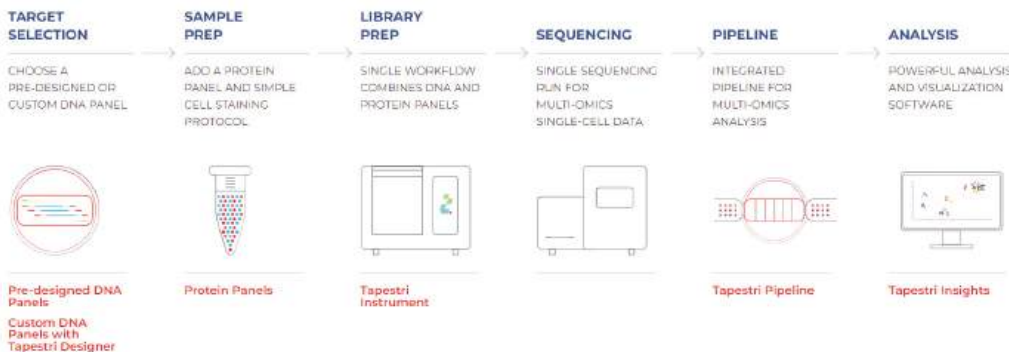 TARGET
SELECTION
SAMPLE
PREP
LIBRARY
PREP
SEQUENCING
PIPELINE
ANALYSIS
CHOOSE A
PRE-DESIGNED OR
CUSTOM DNA PANEL
ADD A PROTEIN
PANEL AND SIMPLE
CELL STAINING
PROTOCOL
SINGLE WORKFLOW
COMBINES DNA AND
PROTEIN PANELS
SINGLE SEQUENCING
RUN FOR
MULTI-OMICS
SINGLE-CELL DATA
INTEGRATED
PIPELINE FOR
MULTI-OMICS
ANALYSIS
POWERFUL ANALYSIS
AND VISUALIZATION
SOFTWARE
Pre-designed DNA
Panels
Custom DNA
Panels with
Tapestri Designer
Protein Panels
Tapestri
Instrument
Tapestri Pipeline
Tapestri Insights